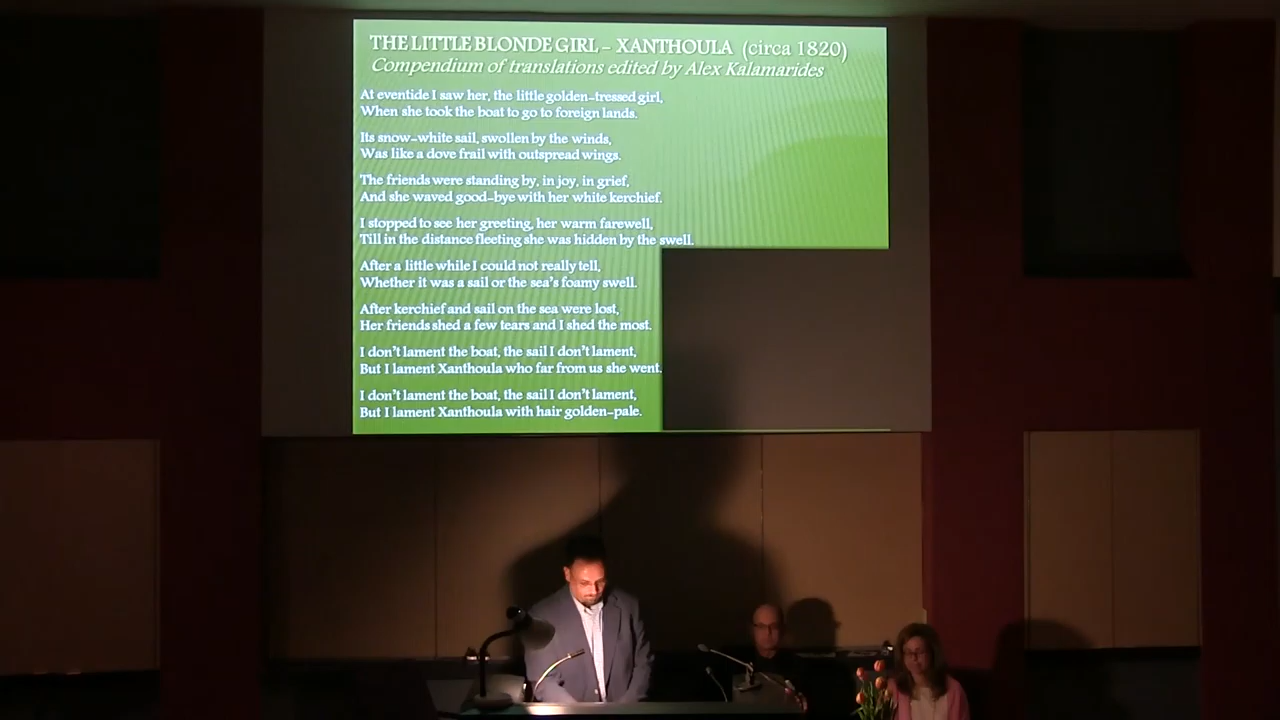 THE LITTLE BLONDE GIRL – XANTHOULA (circa 1820)
Compendium of translations edited by Alex Kalamarides
At eventide I saw her, the little golden-tressed girl,
When she took the boat to go to foreign lands.
Its snow-white sail, swollen by the winds,
Was like a dove frail with outspread wings.
The friends were standing by, in joy, in grief,
And she waved good-bye with her white kerchief.
I stopped to see her greeting, her warm farewell,
Till in the distance fleeting she was hidden by the swell.
After a little while I could not really tell,
Whether it was a sail or the sea's foamy swell.
After kerchief and sail on the sea were lost,
Her friends shed a few tears and I shed the most.
I don't lament the boat, the sail I don't lament,
But I lament Xanthoula who far from us she went.
I don't lament the boat, the sail I don't lament,
But I lament Xanthoula with hair golden-pale.